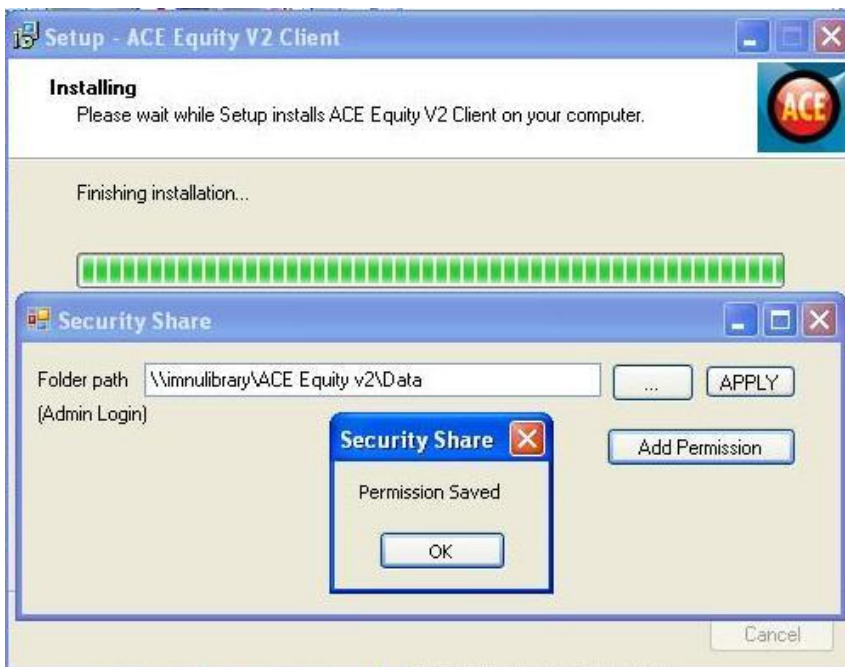 Setup - ACE Equity V2 Client
Installing
Please wait while Setup installs ACE Equity V2 Client on your computer.
ACE
Finishing installation...
Security Share
Folder path \\imnulibrary\ACE Equity v2\Data ... APPLY
(Admin Login)
Add Permission
Security Share
Permission Saved
OK
Cancel